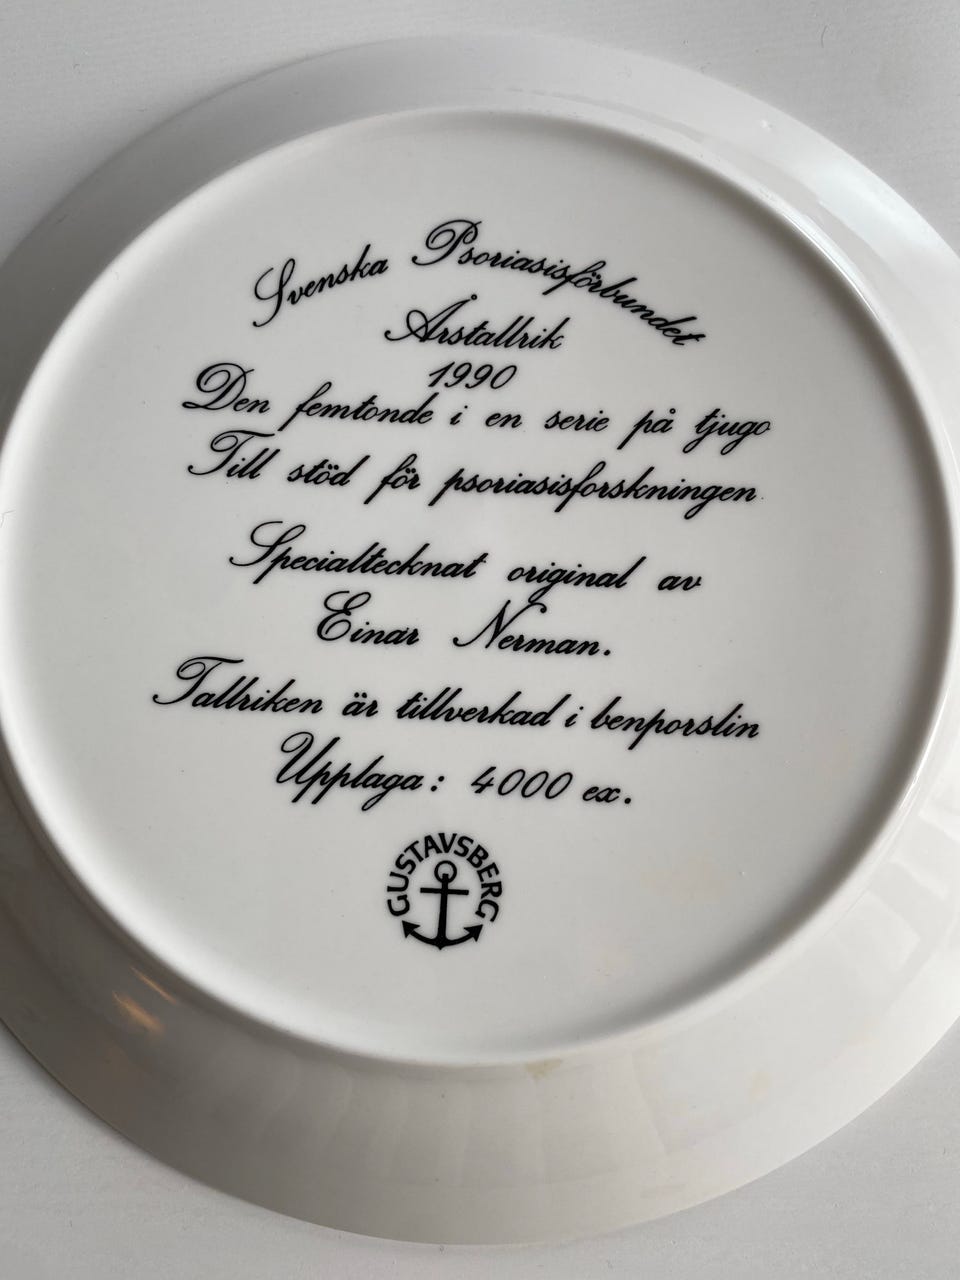 Svenska Psoriasisförbundet
Årstallrik
1990
Den femtonde i en serie på tjugo
Till stöd för psoriasisforskningen
Specialtecknat original av
Einar Nerman.
Tallriken är tillverkad i benporslin
Upplaga: 4000 ex.
GUSTAVSBERG